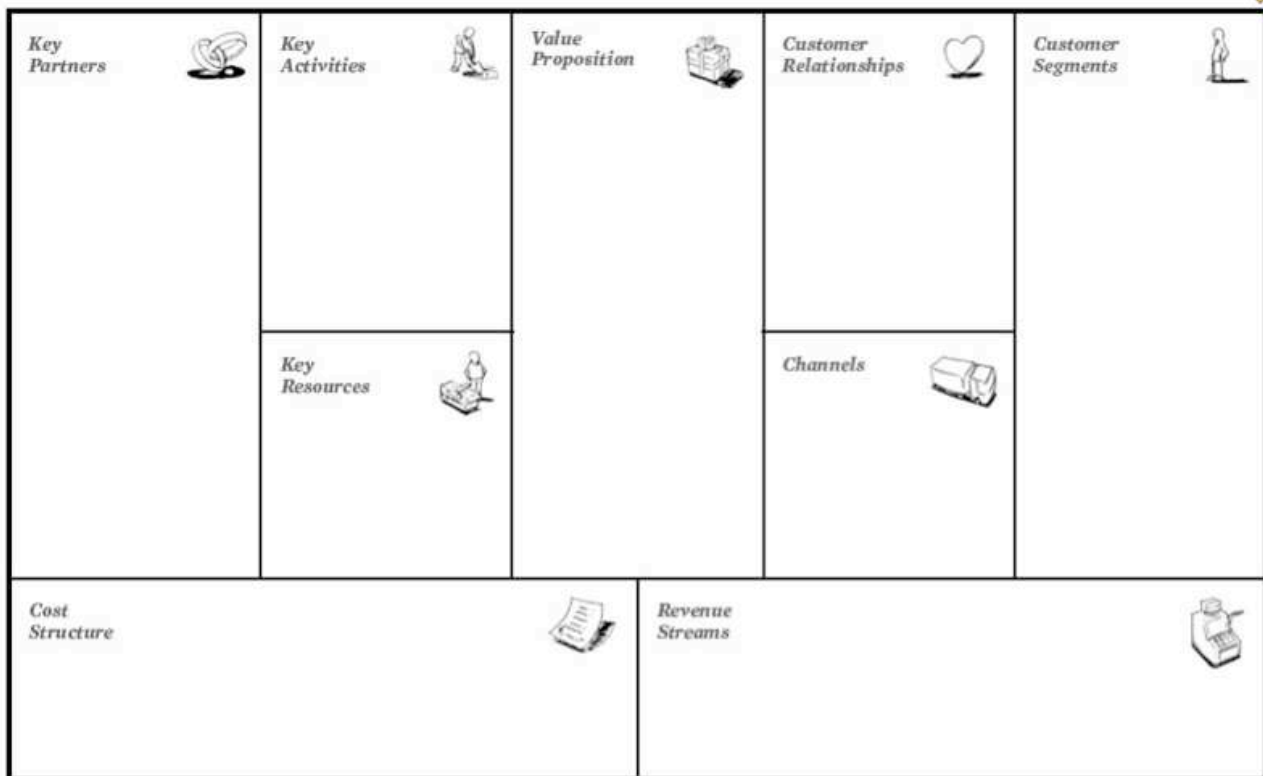 Key
Partners
Key
Activities
Value
Proposition
Customer
Relationships
Customer
Segments
Key
Resources
Channels
Cost
Structure
Revenue
Streams